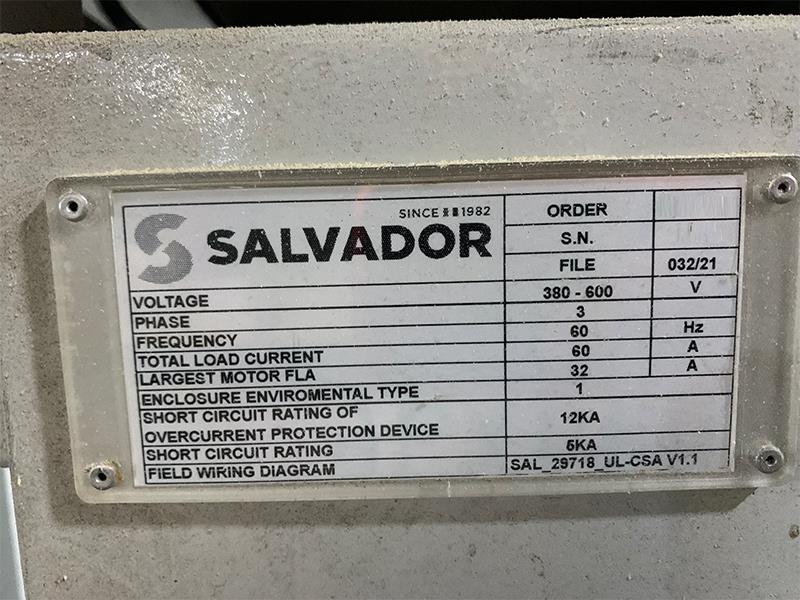 SINCE 1982
SALVADOR
ORDER
S.N.
FILE 032/21
VOLTAGE 380 - 600 V
PHASE 3
FREQUENCY 60 Hz
TOTAL LOAD CURRENT 60 A
LARGEST MOTOR FLA 32 A
ENCLOSURE ENVIROMENTAL TYPE 1
SHORT CIRCUIT RATING OF
OVERCURRENT PROTECTION DEVICE 12KA
SHORT CIRCUIT RATING 5KA
FIELD WIRING DIAGRAM SAL_29718_UL-CSA V1.1